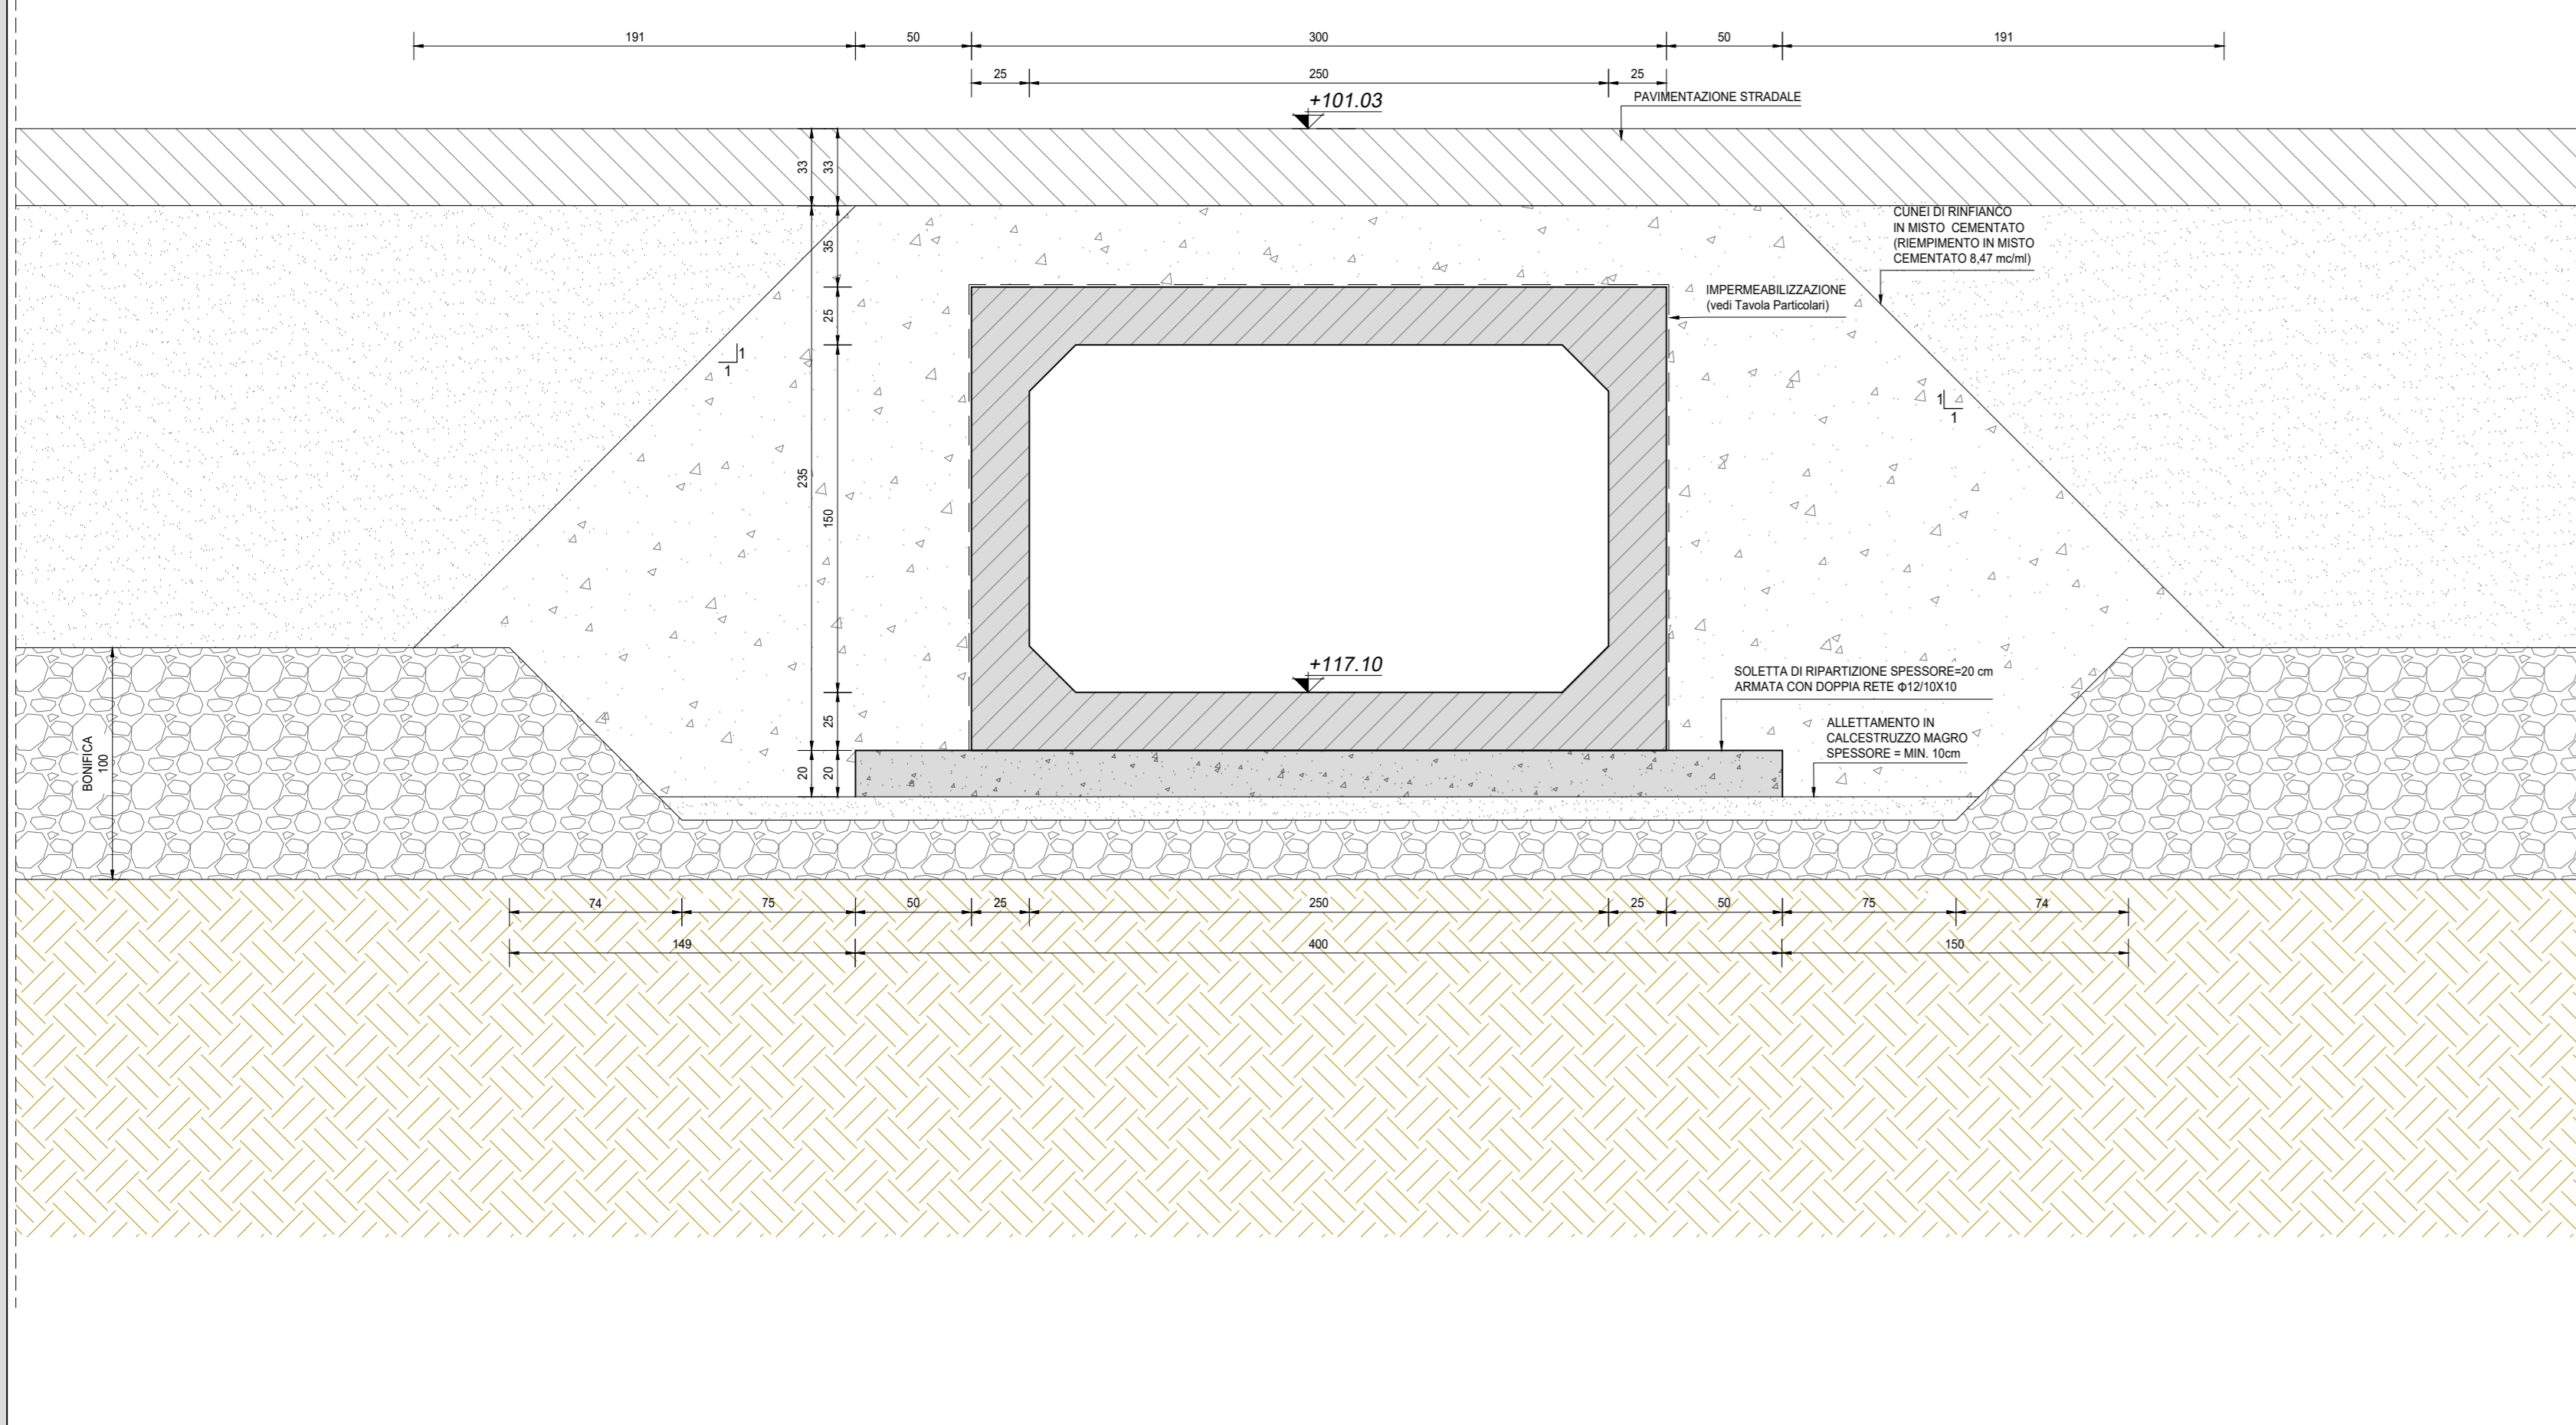 191 50 300 50 191
25 250 25
+101.03
PAVIMENTAZIONE STRADALE
33 33
CUNEI DI RINFIANCO
IN MISTO CEMENTATO
(RIEMPIMENTO IN MISTO
CEMENTATO 8,47 mc/ml)
35
IMPERMEABILIZZAZIONE
(vedi Tavola Particolari)
25
1
1
1
1
235
150
+117.10
SOLETTA DI RIPARTIZIONE SPESSORE=20 cm
ARMATA CON DOPPIA RETE Φ12/10X10
25
ALLETTAMENTO IN
CALCESTRUZZO MAGRO
SPESSORE = MIN. 10cm
BONIFICA
100
20 20
74 75 50 25 250 25 50 75 74
149 400 150